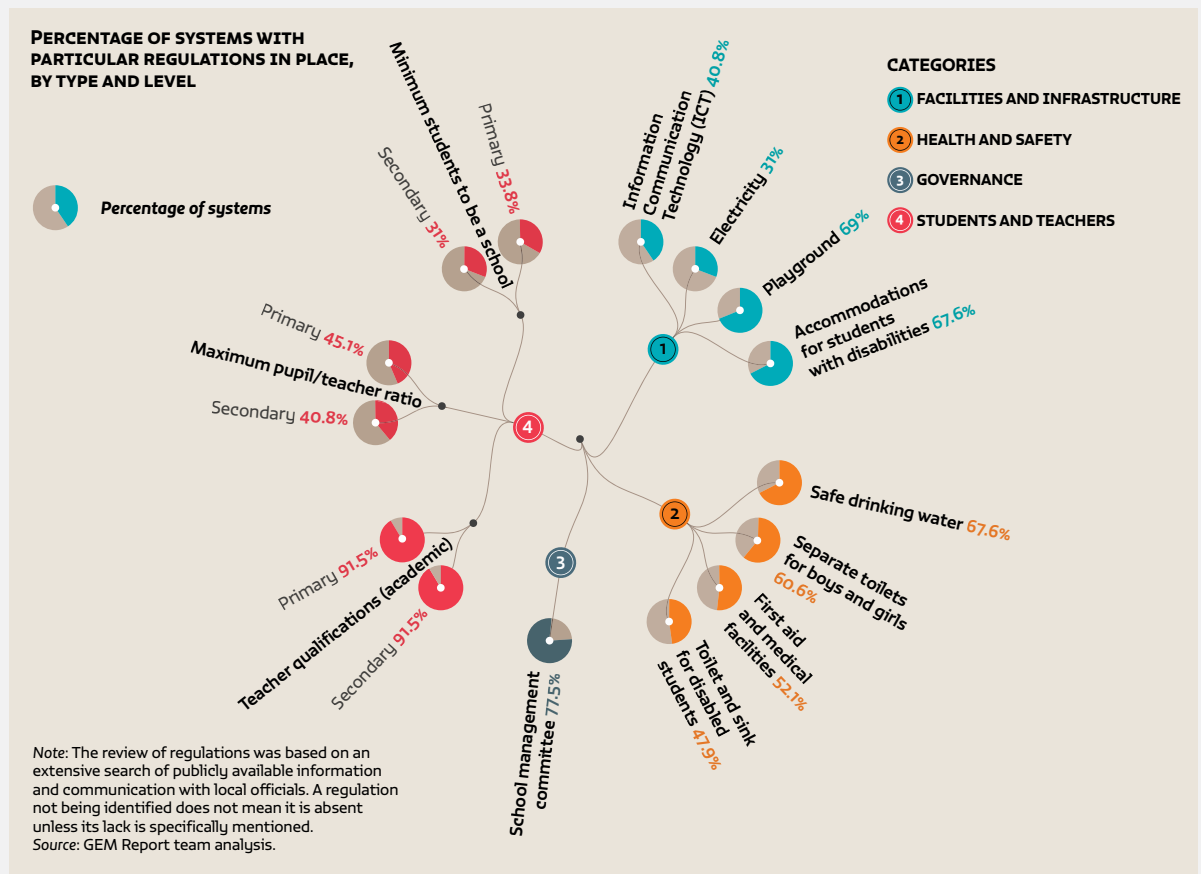 PERCENTAGE OF SYSTEMS WITH
PARTICULAR REGULATIONS IN PLACE,
BY TYPE AND LEVEL
Percentage of systems
CATEGORIES
1 FACILITIES AND INFRASTRUCTURE
2 HEALTH AND SAFETY
3 GOVERNANCE
4 STUDENTS AND TEACHERS
Minimum students to be a school
Primary 33.8%
Secondary 31%
Primary 45.1%
Maximum pupil/teacher ratio
Secondary 40.8%
4
Primary 91.5%
Teacher qualifications (academic)
Secondary 91.5%
Information
Communication
Technology (ICT) 40.8%
Electricity 31%
Playground 69%
Accommodations
for students
with disabilities 67.6%
1
2
Safe drinking water 67.6%
Separate toilets
for boys and girls
60.6%
First aid
and medical
facilities 52.1%
Toilet and sink
for disabled
students 47.9%
3
School management
committee 77.5%
Note: The review of regulations was based on an
extensive search of publicly available information
and communication with local officials. A regulation
not being identified does not mean it is absent
unless its lack is specifically mentioned.
Source: GEM Report team analysis.